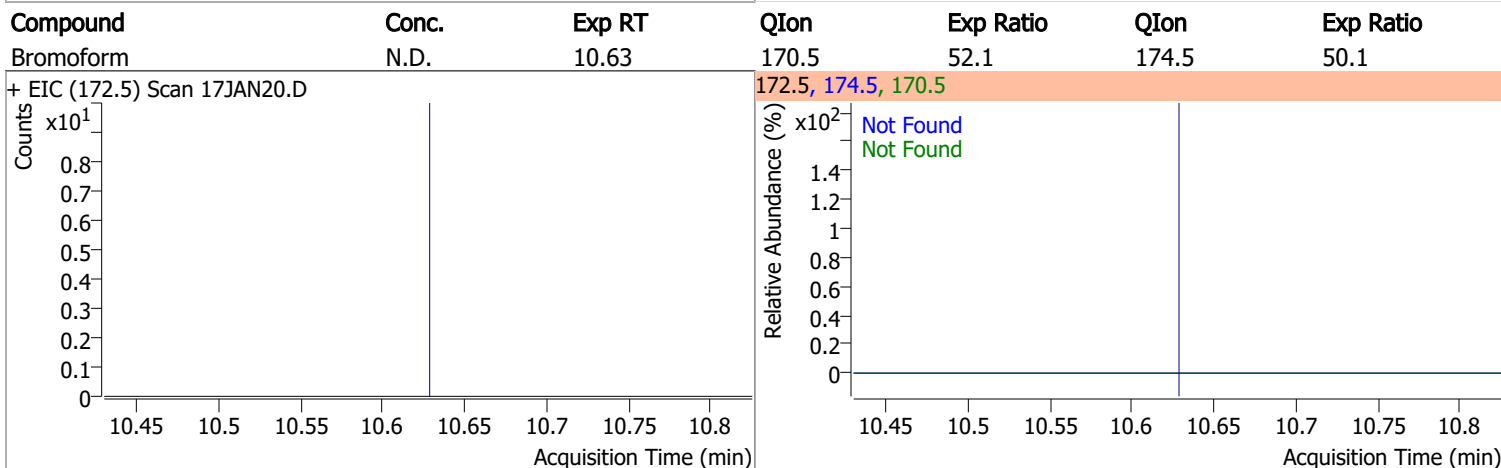 Compound Conc. Exp RT QIon Exp Ratio QIon Exp Ratio
Bromoform N.D. 10.63 170.5 52.1 174.5 50.1
+ EIC (172.5) Scan 17JAN20.D
Counts
x10¹
0.8
0.7
0.6
0.5
0.4
0.3
0.2
0.1
0
10.45 10.5 10.55 10.6 10.65 10.7 10.75 10.8
Acquisition Time (min)
172.5, 174.5, 170.5
Relative Abundance (%)
x10²
Not Found
Not Found
1.4
1.2
1
0.8
0.6
0.4
0.2
0
10.45 10.5 10.55 10.6 10.65 10.7 10.75 10.8
Acquisition Time (min)